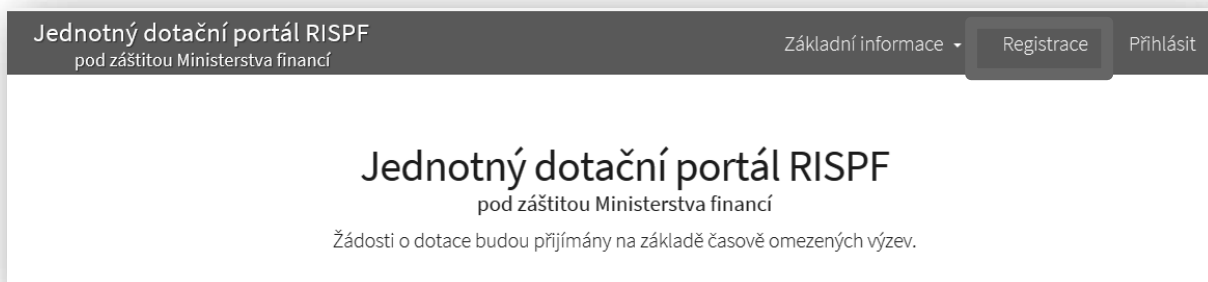 Jednotný dotační portál RISPF
pod záštitou Ministerstva financí
Základní informace Registrace Přihlásit
Jednotný dotační portál RISPF
pod záštitou Ministerstva financí
Žádosti o dotace budou přijímány na základě časově omezených výzev.